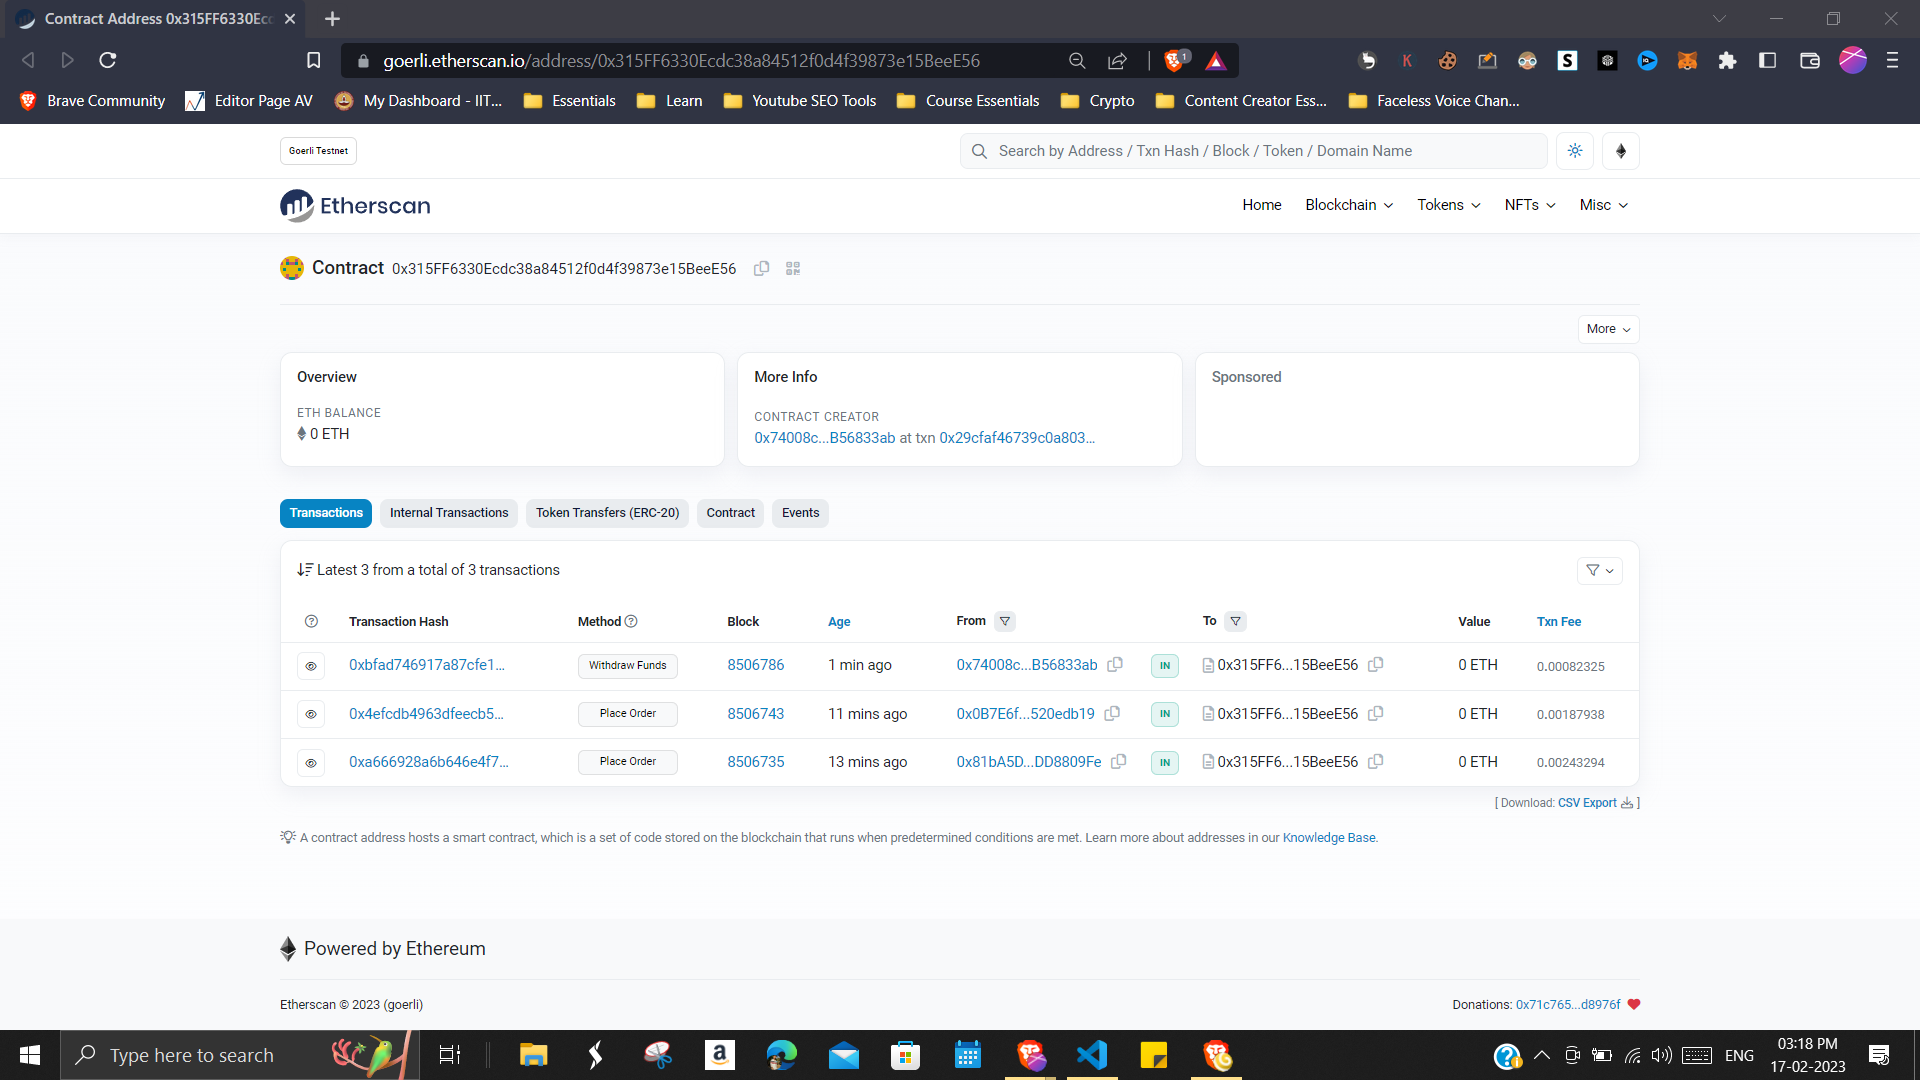 Contract Address 0x315FF6330Ecc
goerli.etherscan.io/address/0x315FF6330Ecdc38a84512f0d4f39873e15BeeE56
1
Brave Community Editor Page AV My Dashboard - IIT... Essentials Learn Youtube SEO Tools Course Essentials Crypto Content Creator Ess... Faceless Voice Chan...
Goerli Testnet
Search by Address / Txn Hash / Block / Token / Domain Name
Etherscan
Home Blockchain Tokens NFTs Misc
Contract 0x315FF6330Ecdc38a84512f0d4f39873e15BeeE56
More
Overview
ETH BALANCE
0 ETH
More Info
CONTRACT CREATOR
0x74008c...B56833ab at txn 0x29cfaf46739c0a803...
Sponsored
Transactions Internal Transactions Token Transfers (ERC-20) Contract Events
Latest 3 from a total of 3 transactions
Transaction Hash Method Block Age From To Value Txn Fee
0xbfad746917a87cfe1... Withdraw Funds 8506786 1 min ago 0x74008c...B56833ab IN 0x315FF6...15BeeE56 0 ETH 0.00082325
0x4efcdb4963dfeecb5... Place Order 8506743 11 mins ago 0x0B7E6f...520edb19 IN 0x315FF6...15BeeE56 0 ETH 0.00187938
0xa666928a6b646e4f7... Place Order 8506735 13 mins ago 0x81bA5D...DD8809Fe IN 0x315FF6...15BeeE56 0 ETH 0.00243294
[ Download: CSV Export ]
A contract address hosts a smart contract, which is a set of code stored on the blockchain that runs when predetermined conditions are met. Learn more about addresses in our Knowledge Base.
Powered by Ethereum
Etherscan © 2023 (goerli)
Donations: 0x71c765...d8976f
Type here to search
ENG
03:18 PM
17-02-2023